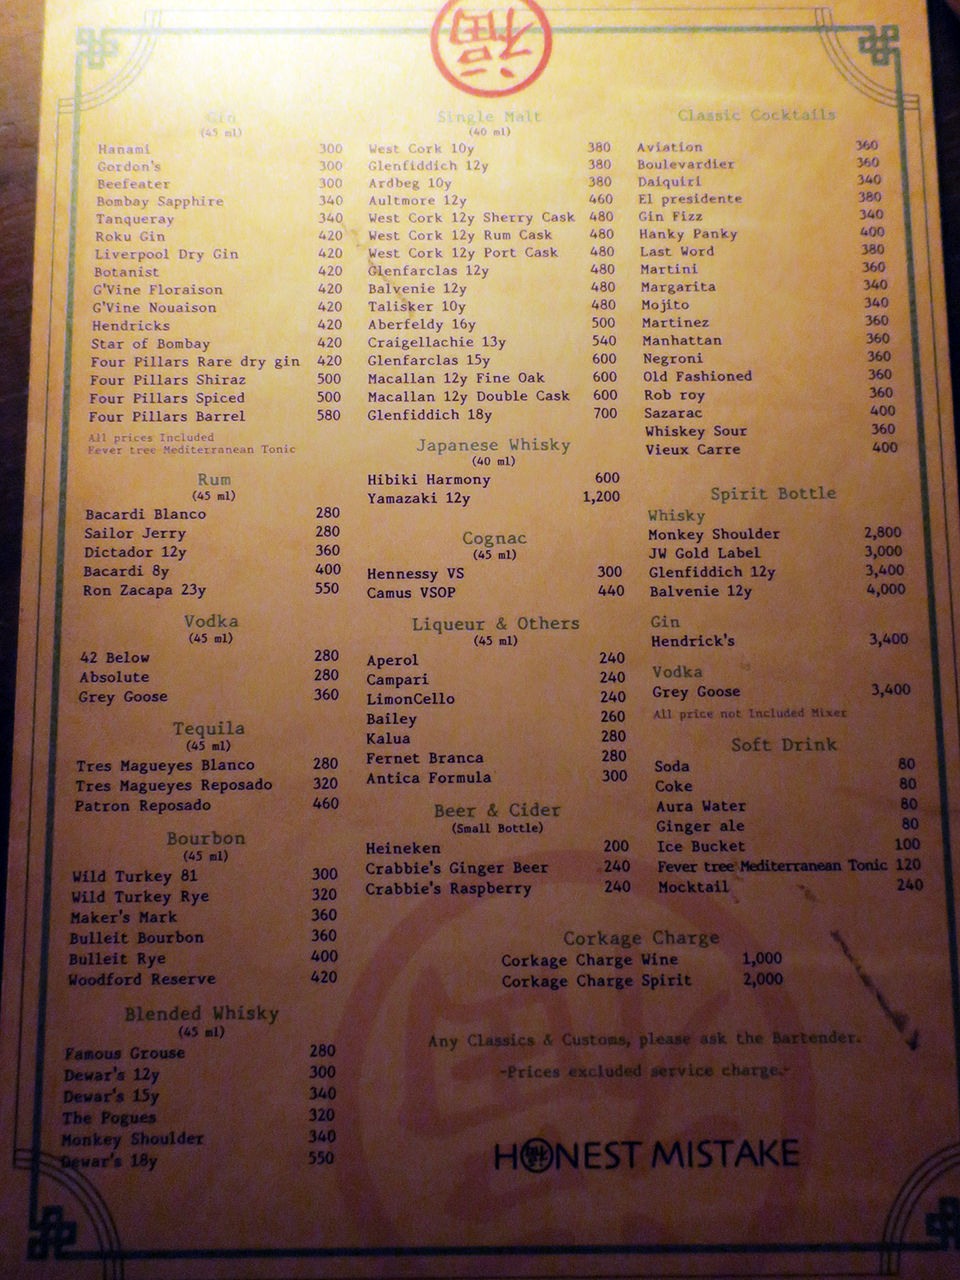 福
Gin
(45 ml)
Hanami 300
Gordon's 300
Beefeater 300
Bombay Sapphire 340
Tanqueray 340
Roku Gin 420
Liverpool Dry Gin 420
Botanist 420
G'Vine Floraison 420
G'Vine Nouaison 420
Hendricks 420
Star of Bombay 420
Four Pillars Rare dry gin 420
Four Pillars Shiraz 500
Four Pillars Spiced 500
Four Pillars Barrel 580
All prices Included
Fever tree Mediterranean Tonic
Rum
(45 ml)
Bacardi Blanco 280
Sailor Jerry 280
Dictador 12y 360
Bacardi 8y 400
Ron Zacapa 23y 550
Vodka
(45 ml)
42 Below 280
Absolute 280
Grey Goose 360
Tequila
(45 ml)
Tres Magueyes Blanco 280
Tres Magueyes Reposado 320
Patron Reposado 460
Bourbon
(45 ml)
Wild Turkey 81 300
Wild Turkey Rye 320
Maker's Mark 360
Bulleit Bourbon 360
Bulleit Rye 400
Woodford Reserve 420
Blended Whisky
(45 ml)
Famous Grouse 280
Dewar's 12y 300
Dewar's 15y 340
The Pogues 320
Monkey Shoulder 340
Dewar's 18y 550
Single Malt
(40 ml)
West Cork 10y 380
Glenfiddich 12y 380
Ardbeg 10y 380
Aultmore 12y 460
West Cork 12y Sherry Cask 480
West Cork 12y Rum Cask 480
West Cork 12y Port Cask 480
Glenfarclas 12y 480
Balvenie 12y 480
Talisker 10y 480
Aberfeldy 16y 500
Craigellachie 13y 540
Glenfarclas 15y 600
Macallan 12y Fine Oak 600
Macallan 12y Double Cask 600
Glenfiddich 18y 700
Japanese Whisky
(40 ml)
Hibiki Harmony 600
Yamazaki 12y 1,200
Cognac
(45 ml)
Hennessy VS 300
Camus VSOP 440
Liqueur & Others
(45 ml)
Aperol 240
Campari 240
LimonCello 240
Bailey 260
Kalua 280
Fernet Branca 280
Antica Formula 300
Beer & Cider
(Small Bottle)
Heineken 200
Crabbie's Ginger Beer 240
Crabbie's Raspberry 240
Classic Cocktails
Aviation 360
Boulevardier 360
Daiquiri 340
El presidente 380
Gin Fizz 340
Hanky Panky 400
Last Word 380
Martini 360
Margarita 340
Mojito 340
Martinez 360
Manhattan 360
Negroni 360
Old Fashioned 360
Rob roy 360
Sazarac 400
Whiskey Sour 360
Vieux Carre 400
Spirit Bottle
Whisky
Monkey Shoulder 2,800
JW Gold Label 3,000
Glenfiddich 12y 3,400
Balvenie 12y 4,000
Gin
Hendrick's 3,400
Vodka
Grey Goose 3,400
All price not Included Mixer
Soft Drink
Soda 80
Coke 80
Aura Water 80
Ginger ale 80
Ice Bucket 100
Fever tree Mediterranean Tonic 120
Mocktail 240
Corkage Charge
Corkage Charge Wine 1,000
Corkage Charge Spirit 2,000
Any Classics & Customs, please ask the Bartender.
-Prices excluded service charge.-
HONEST MISTAKE